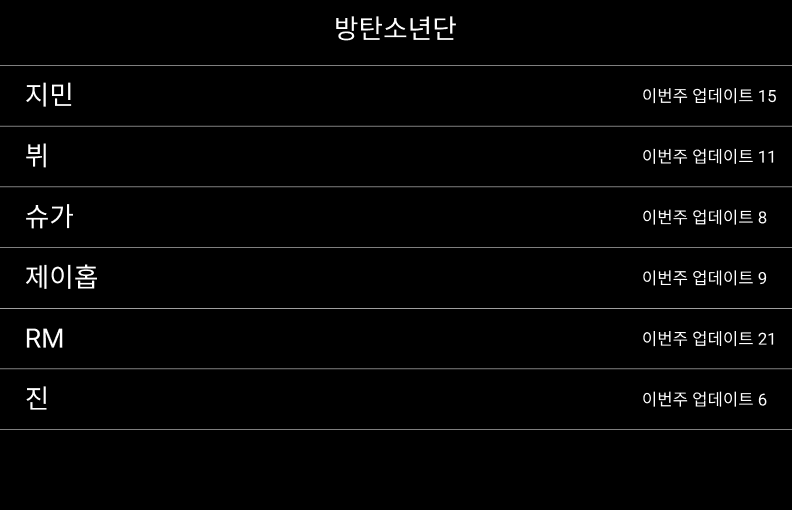 방탄소년단
지민 이번주 업데이트 15
뷔 이번주 업데이트 11
슈가 이번주 업데이트 8
제이홉 이번주 업데이트 9
RM 이번주 업데이트 21
진 이번주 업데이트 6